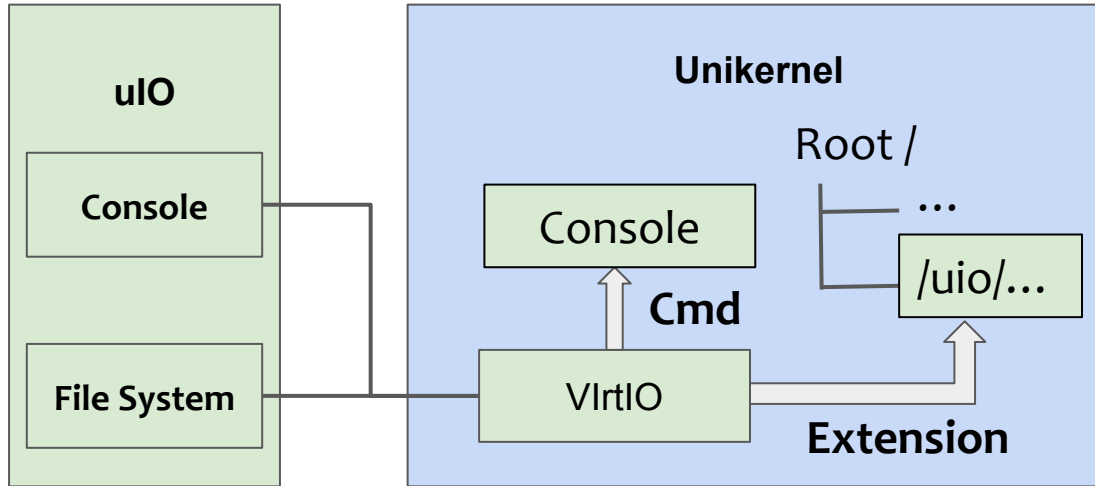 uIO
Console
File System
Unikernel
Root /
...
/uio/...
Console
Cmd
VIrtIO
Extension